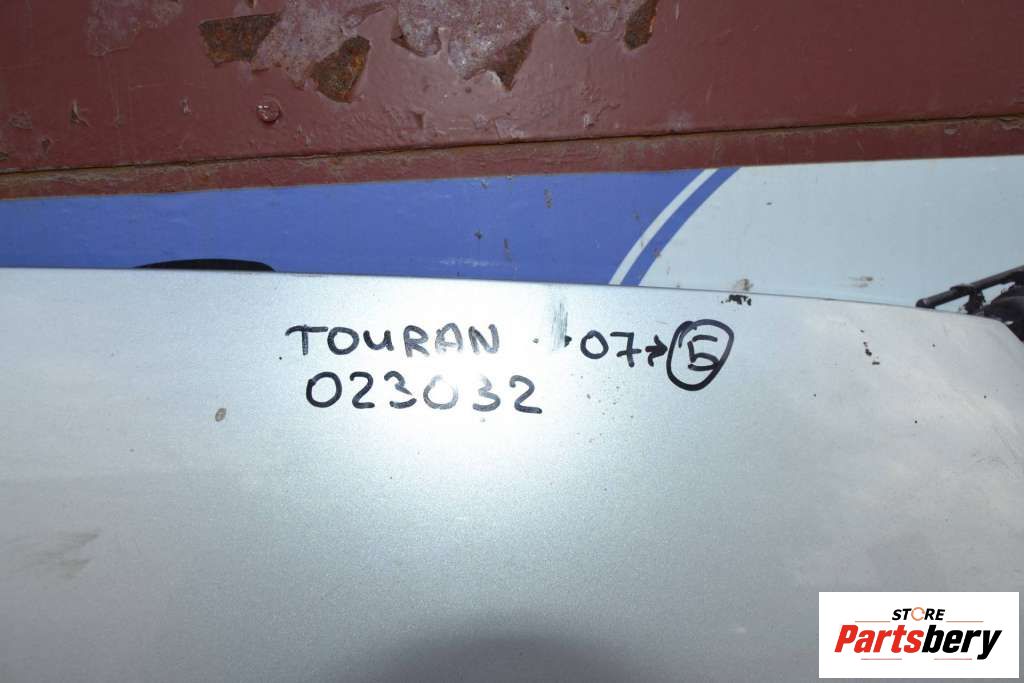 TOURAN '07→ 5
023032
STORE
Partsbery